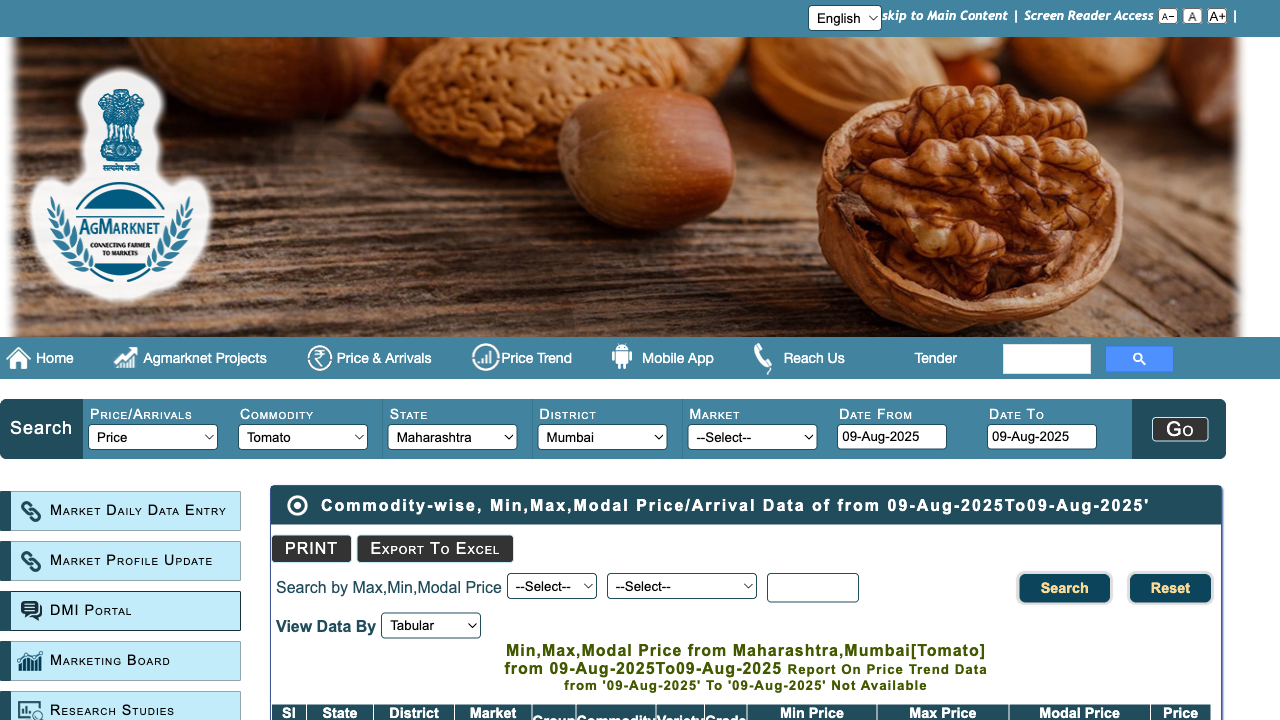 English skip to Main Content | Screen Reader Access A- A A+ |
सत्यमेव जयते
AGMARKNET
CONNECTING FARMER
TO MARKETS
Home Agmarknet Projects Price & Arrivals Price Trend Mobile App Reach Us Tender
Search
Price/Arrivals Commodity State District Market Date From Date To
Price Tomato Maharashtra Mumbai --Select-- 09-Aug-2025 09-Aug-2025
Go
Market Daily Data Entry
Market Profile Update
DMI Portal
Marketing Board
Research Studies
Commodity-wise, Min,Max,Modal Price/Arrival Data of from 09-Aug-2025To09-Aug-2025'
PRINT Export To Excel
Search by Max,Min,Modal Price --Select-- --Select-- Search Reset
View Data By Tabular
Min,Max,Modal Price from Maharashtra,Mumbai[Tomato]
from 09-Aug-2025To09-Aug-2025 Report On Price Trend Data
from '09-Aug-2025' To '09-Aug-2025' Not Available
Sl State District Market Group Commodity Variety Grade Min Price Max Price Modal Price Price